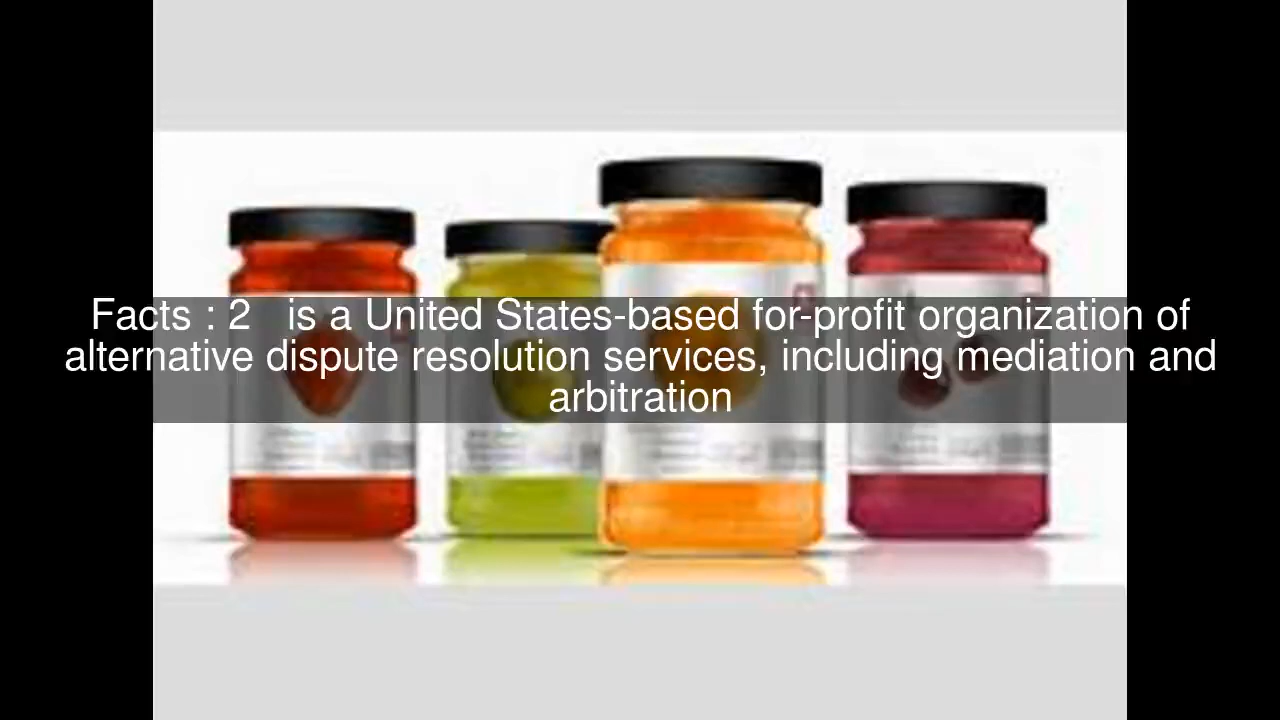 Facts : 2   is a United States-based for-profit organization of
alternative dispute resolution services, including mediation and
arbitration